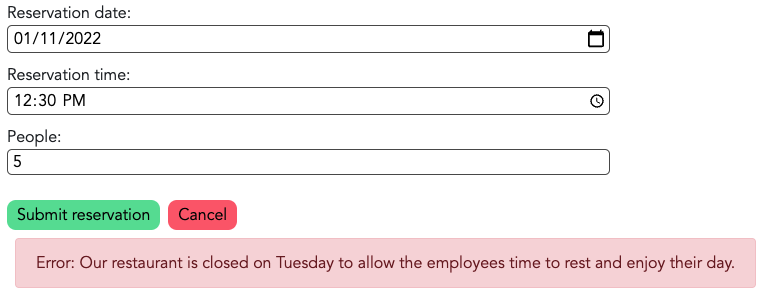 Reservation date:
01/11/2022
Reservation time:
12:30 PM
People:
5
Submit reservation Cancel
Error: Our restaurant is closed on Tuesday to allow the employees time to rest and enjoy their day.